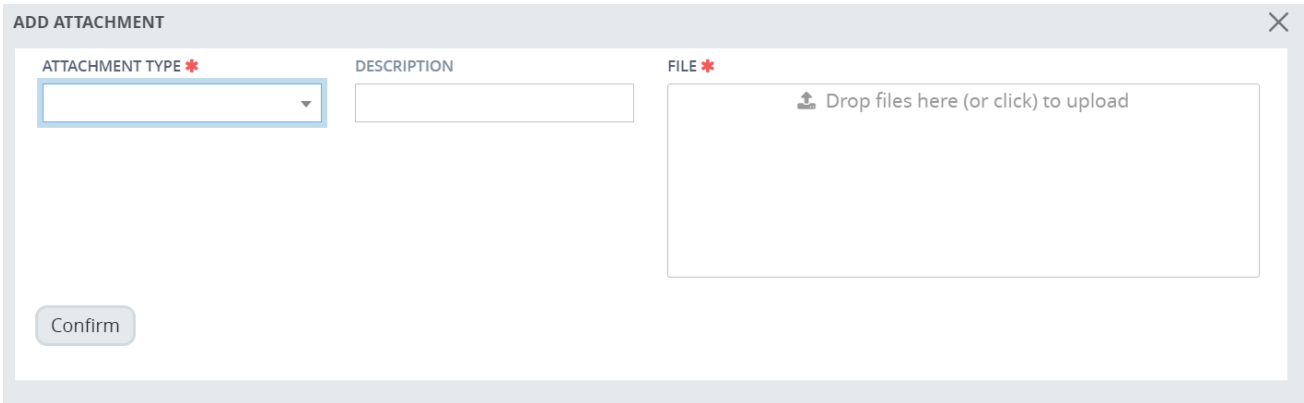 ADD ATTACHMENT
ATTACHMENT TYPE *
DESCRIPTION
FILE *
Drop files here (or click) to upload
Confirm